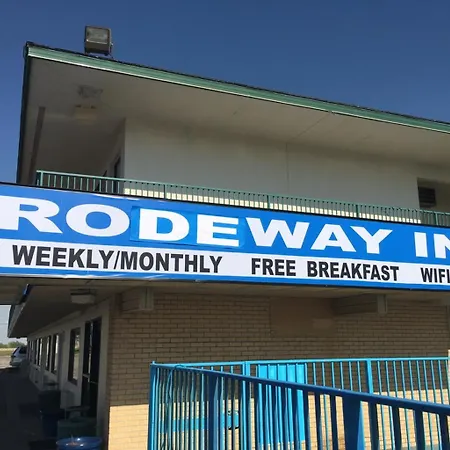 RODEWAY IN
WEEKLY/MONTHLY FREE BREAKFAST WIFI